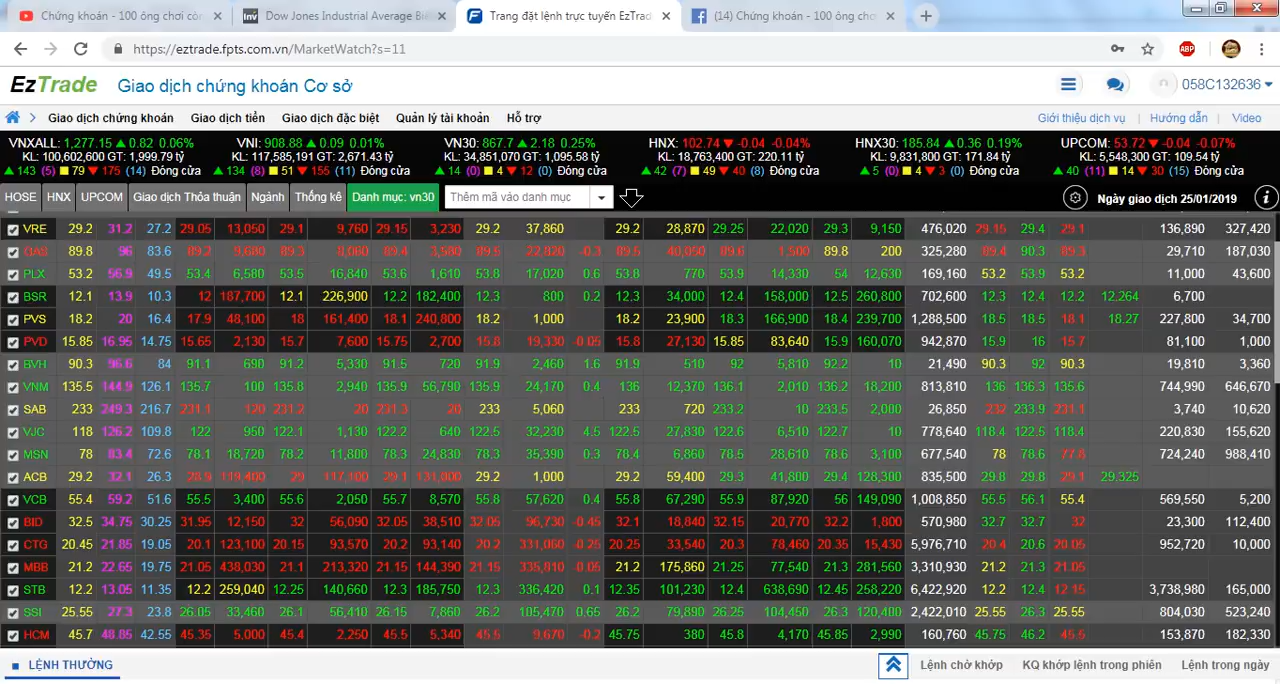 Chứng khoán - 100 ông chơi còn
Dow Jones Industrial Average Bi
Trang đặt lệnh trực tuyến EzTrad
(14) Chứng khoán - 100 ông chơi
https://eztrade.fpts.com.vn/MarketWatch?s=11
ABP
EzTrade Giao dịch chứng khoán Cơ sở 058C132636
Giao dịch chứng khoán Giao dịch tiền Giao dịch đặc biệt Quản lý tài khoản Hỗ trợ Giới thiệu dịch vụ | Hướng dẫn | Video
VNXALL: 1,277.15 ▲ 0.82 0.06% VNI: 908.88 ▲ 0.09 0.01% VN30: 867.7 ▲ 2.18 0.25% HNX: 102.74 ▼ -0.04 -0.04% HNX30: 185.84 ▲ 0.36 0.19% UPCOM: 53.72 ▼ -0.04 -0.07%
KL: 100,602,600 GT: 1,999.79 tỷ KL: 117,585,191 GT: 2,671.43 tỷ KL: 34,851,070 GT: 1,095.58 tỷ KL: 18,763,400 GT: 220.11 tỷ KL: 9,831,800 GT: 171.84 tỷ KL: 5,548,300 GT: 109.54 tỷ
▲ 143 (5) ■ 79 ▼ 175 (14) Đóng cửa ▲ 134 (8) ■ 51 ▼ 155 (11) Đóng cửa ▲ 14 (0) ■ 4 ▼ 12 (0) Đóng cửa ▲ 42 (7) ■ 49 ▼ 40 (8) Đóng cửa ▲ 5 (0) ■ 4 ▼ 3 (0) Đóng cửa ▲ 40 (11) ■ 14 ▼ 30 (15) Đóng cửa
HOSE HNX UPCOM Giao dịch Thỏa thuận Ngành Thống kê Danh mục: vn30 Thêm mã vào danh mục Ngày giao dịch 25/01/2019
VRE 29.2 31.2 27.2 29.05 13,050 29.1 9,760 29.15 3,230 29.2 37,860 29.2 28,870 29.25 22,020 29.3 9,150 476,020 29.15 29.4 29.1 136,890 327,420
GAS 89.8 96 83.6 89.2 9,680 89.3 8,060 89.4 3,580 89.5 22,820 -0.3 89.5 40,050 89.6 1,500 89.8 200 325,280 89.4 90.3 89.3 29,710 187,030
PLX 53.2 56.9 49.5 53.4 6,580 53.5 16,840 53.6 1,610 53.8 17,020 0.6 53.8 770 53.9 14,330 54 12,630 169,160 53.2 53.9 53.2 11,000 43,600
BSR 12.1 13.9 10.3 12 187,700 12.1 226,900 12.2 182,400 12.3 800 0.2 12.3 34,000 12.4 158,000 12.5 260,800 702,600 12.3 12.4 12.2 12,264 6,700
PVS 18.2 20 16.4 17.9 48,100 18 161,400 18.1 240,800 18.2 1,000 18.2 23,900 18.3 166,900 18.4 239,700 1,288,500 18.5 18.5 18.1 18.27 227,800 34,700
PVD 15.85 16.95 14.75 15.65 2,130 15.7 7,600 15.75 2,700 15.8 19,330 -0.05 15.8 27,130 15.85 83,640 15.9 160,070 942,870 15.9 16 15.7 81,100 1,000
BVH 90.3 96.6 84 91.1 690 91.2 5,330 91.5 720 91.9 2,460 1.6 91.9 510 92 5,810 92.2 10 21,490 90.3 92 90.3 19,810 3,360
VNM 135.5 144.9 126.1 135.7 100 135.8 2,940 135.9 56,790 135.9 24,170 0.4 136 12,370 136.1 2,010 136.2 18,200 813,810 136 136.3 135.6 744,990 646,670
SAB 233 249.3 216.7 231.1 120 231.2 20 231.3 20 233 5,060 233 720 233.2 10 233.5 2,000 26,850 232 233.9 231.1 3,740 10,620
VJC 118 126.2 109.8 122 950 122.1 1,130 122.2 640 122.5 32,230 4.5 122.5 27,830 122.6 6,510 122.7 10 778,640 118.4 122.5 118.4 220,830 155,620
MSN 78 83.4 72.6 78.1 18,720 78.2 11,800 78.3 24,830 78.3 35,390 0.3 78.4 6,860 78.5 28,610 78.6 3,100 677,540 78 78.6 77.8 724,240 988,410
ACB 29.2 32.1 26.3 28.9 119,400 29 117,100 29.1 131,000 29.2 1,000 29.2 59,400 29.3 41,800 29.4 128,300 835,500 29.8 29.8 29.1 29.325
VCB 55.4 59.2 51.6 55.5 3,400 55.6 2,050 55.7 8,570 55.8 57,620 0.4 55.8 67,290 55.9 87,920 56 149,090 1,008,850 55.5 56.1 55.4 569,550 5,200
BID 32.5 34.75 30.25 31.95 12,150 32 56,090 32.05 38,510 32.05 96,730 -0.45 32.1 18,840 32.15 20,770 32.2 1,800 570,980 32.7 32.7 32 23,300 112,400
CTG 20.45 21.85 19.05 20.1 123,100 20.15 93,570 20.2 93,140 20.2 331,060 -0.25 20.25 33,540 20.3 78,460 20.35 15,430 5,976,710 20.4 20.6 20.05 952,720 10,000
MBB 21.2 22.65 19.75 21.05 438,030 21.1 213,320 21.15 144,390 21.15 335,810 -0.05 21.2 175,860 21.25 77,540 21.3 281,560 3,310,930 21.2 21.3 21.05
STB 12.2 13.05 11.35 12.2 259,040 12.25 140,660 12.3 185,750 12.3 336,420 0.1 12.35 101,230 12.4 638,690 12.45 258,220 6,422,920 12.2 12.4 12.15 3,738,980 165,000
SSI 25.55 27.3 23.8 26.05 33,460 26.1 56,410 26.15 7,860 26.2 105,470 0.65 26.2 79,890 26.25 104,450 26.3 120,400 2,422,010 25.55 26.3 25.55 804,030 523,240
HCM 45.7 48.85 42.55 45.35 5,000 45.4 2,250 45.5 5,340 45.5 9,670 -0.2 45.75 380 45.8 4,170 45.85 2,990 160,760 45.75 46.2 45.5 153,870 182,330
LỆNH THƯỜNG Lệnh chờ khớp KQ khớp lệnh trong phiên Lệnh trong ngày